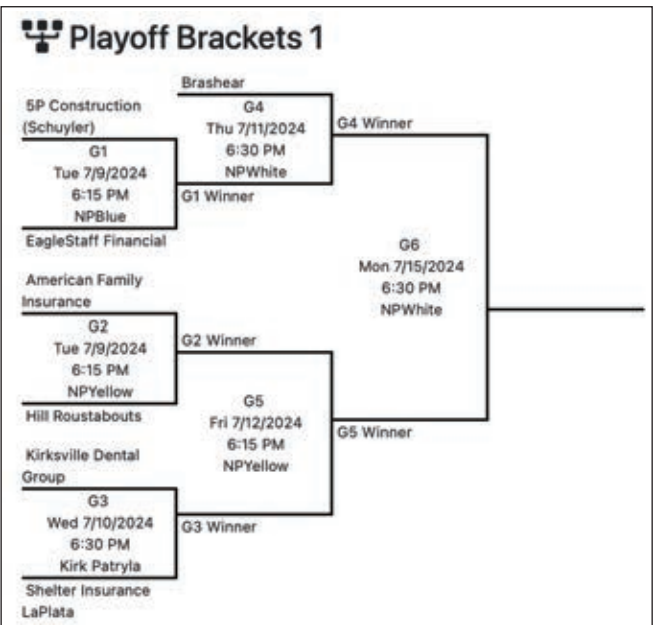 Playoff Brackets 1
Brashear
5P Construction
(Schuyler)
G4
Thu 7/11/2024
6:30 PM
NPWhite
G4 Winner
G1
Tue 7/9/2024
6:15 PM
NPBlue
G1 Winner
EagleStaff Financial
G6
Mon 7/15/2024
6:30 PM
NPWhite
American Family
Insurance
G2
Tue 7/9/2024
6:15 PM
NPYellow
G2 Winner
Hill Roustabouts
G5
Fri 7/12/2024
6:15 PM
NPYellow
G5 Winner
Kirksville Dental
Group
G3
Wed 7/10/2024
6:30 PM
Kirk Patryla
G3 Winner
Shelter Insurance
LaPlata